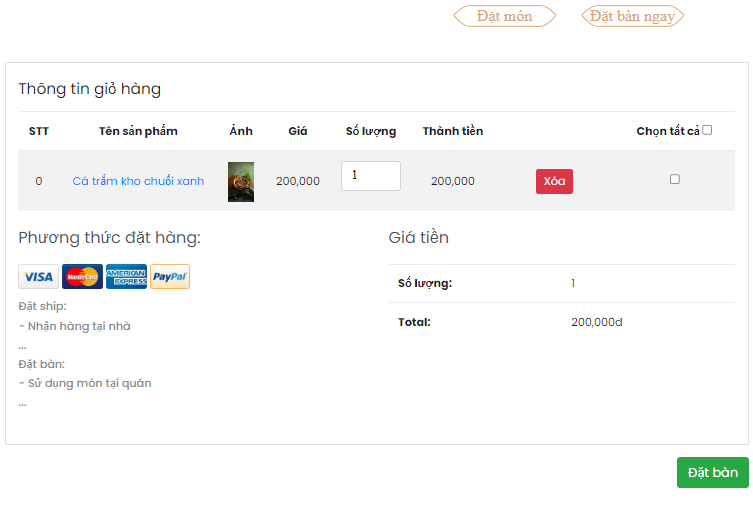 Đặt món Đặt bàn ngay
Thông tin giỏ hàng
STT Tên sản phẩm Ảnh Giá Số lượng Thành tiền Chọn tất cả
0 Cá trắm kho chuối xanh 200,000 1 200,000 Xóa
Phương thức đặt hàng: Giá tiền
VISA MasterCard AMERICAN EXPRESS PayPal
Số lượng: 1
Đặt ship:
- Nhận hàng tại nhà
Total: 200,000đ
...
Đặt bàn:
- Sử dụng món tại quán
...
Đặt bàn